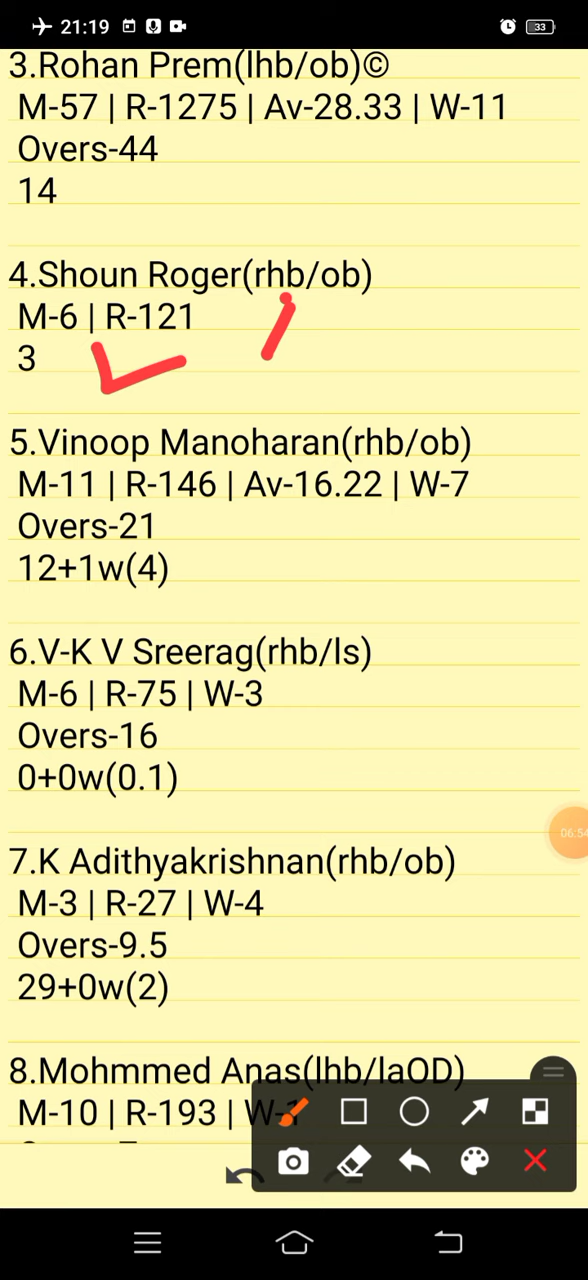 21:19
33
3.Rohan Prem(lhb/ob)©
M-57 | R-1275 | Av-28.33 | W-11
Overs-44
14
4.Shoun Roger(rhb/ob)
M-6 | R-121
3
5.Vinoop Manoharan(rhb/ob)
M-11 | R-146 | Av-16.22 | W-7
Overs-21
12+1w(4)
6.V-K V Sreerag(rhb/ls)
M-6 | R-75 | W-3
Overs-16
0+0w(0.1)
06:54
7.K Adithyakrishnan(rhb/ob)
M-3 | R-27 | W-4
Overs-9.5
29+0w(2)
8.Mohmmed Anas(lhb/laOD)
M-10 | R-193 |